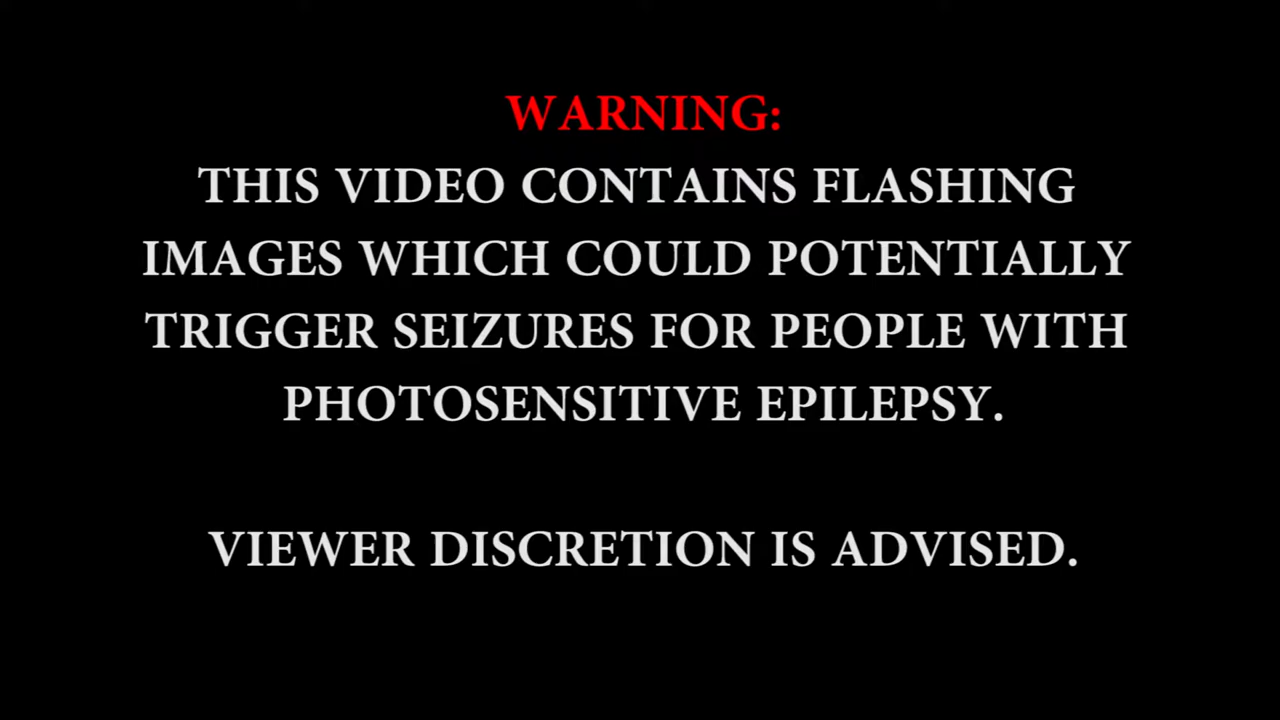 WARNING:
THIS VIDEO CONTAINS FLASHING
IMAGES WHICH COULD POTENTIALLY
TRIGGER SEIZURES FOR PEOPLE WITH
PHOTOSENSITIVE EPILEPSY.
VIEWER DISCRETION IS ADVISED.